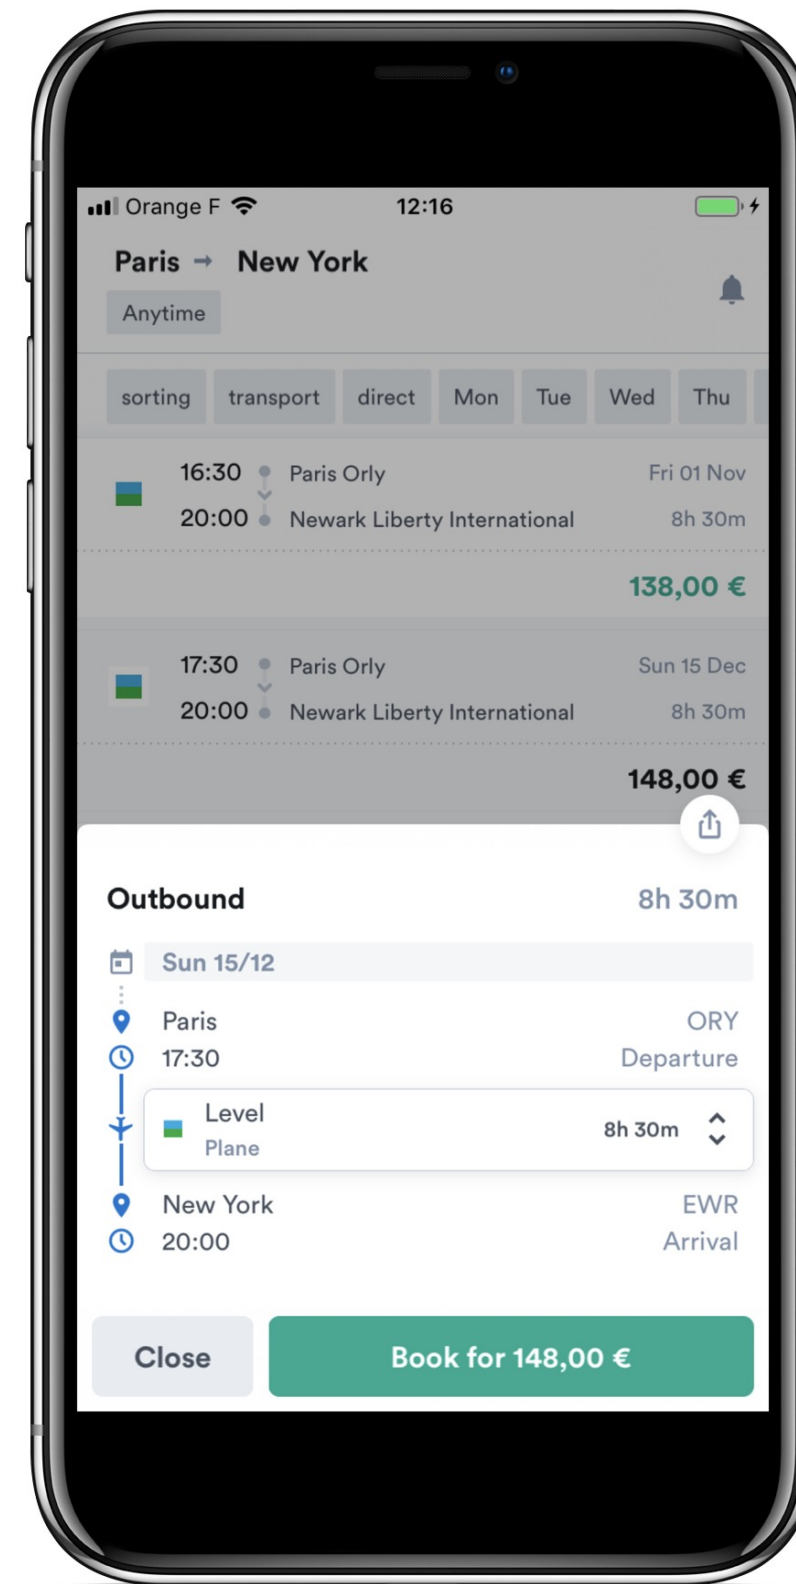 Orange F 12:16
Paris → New York
Anytime
sorting transport direct Mon Tue Wed Thu
16:30 Paris Orly Fri 01 Nov
20:00 Newark Liberty International 8h 30m
138,00 €
17:30 Paris Orly Sun 15 Dec
20:00 Newark Liberty International 8h 30m
148,00 €
Outbound 8h 30m
Sun 15/12
Paris ORY
17:30 Departure
Level
Plane 8h 30m
New York EWR
20:00 Arrival
Close Book for 148,00 €